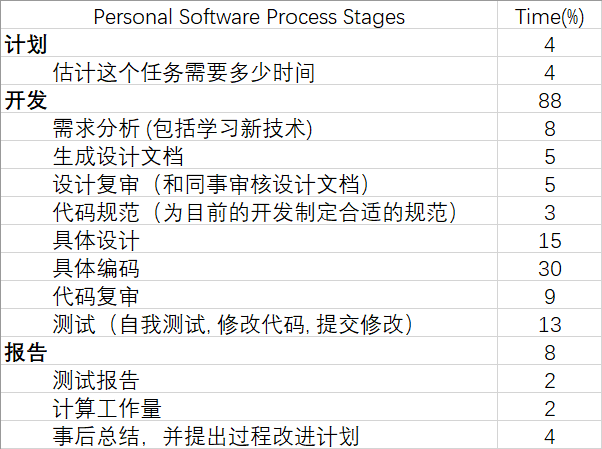 Personal Software Process Stages Time(%)
计划 4
估计这个任务需要多少时间 4
开发 88
需求分析 (包括学习新技术) 8
生成设计文档 5
设计复审（和同事审核设计文档） 5
代码规范（为目前的开发制定合适的规范） 3
具体设计 15
具体编码 30
代码复审 9
测试（自我测试, 修改代码, 提交修改） 13
报告 8
测试报告 2
计算工作量 2
事后总结，并提出过程改进计划 4